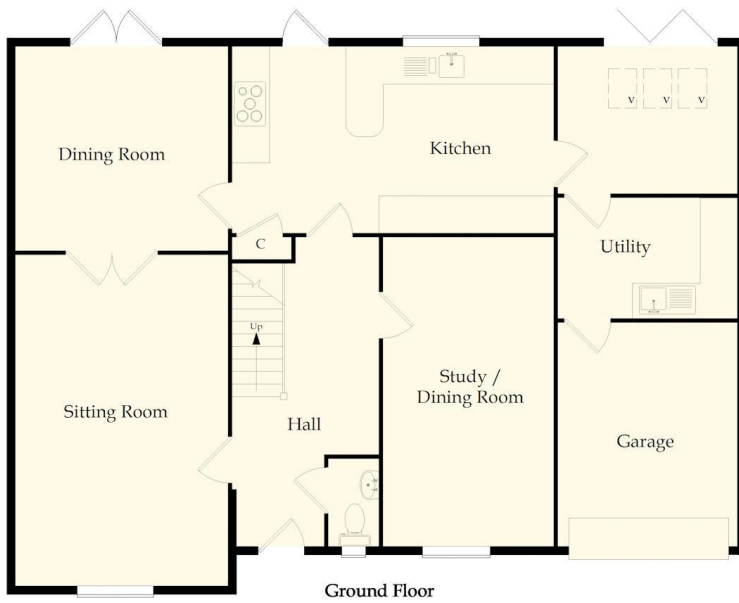 v v v
Dining Room
Kitchen
C
Utility
Up
Study /
Dining Room
Sitting Room
Hall
Garage
Ground Floor